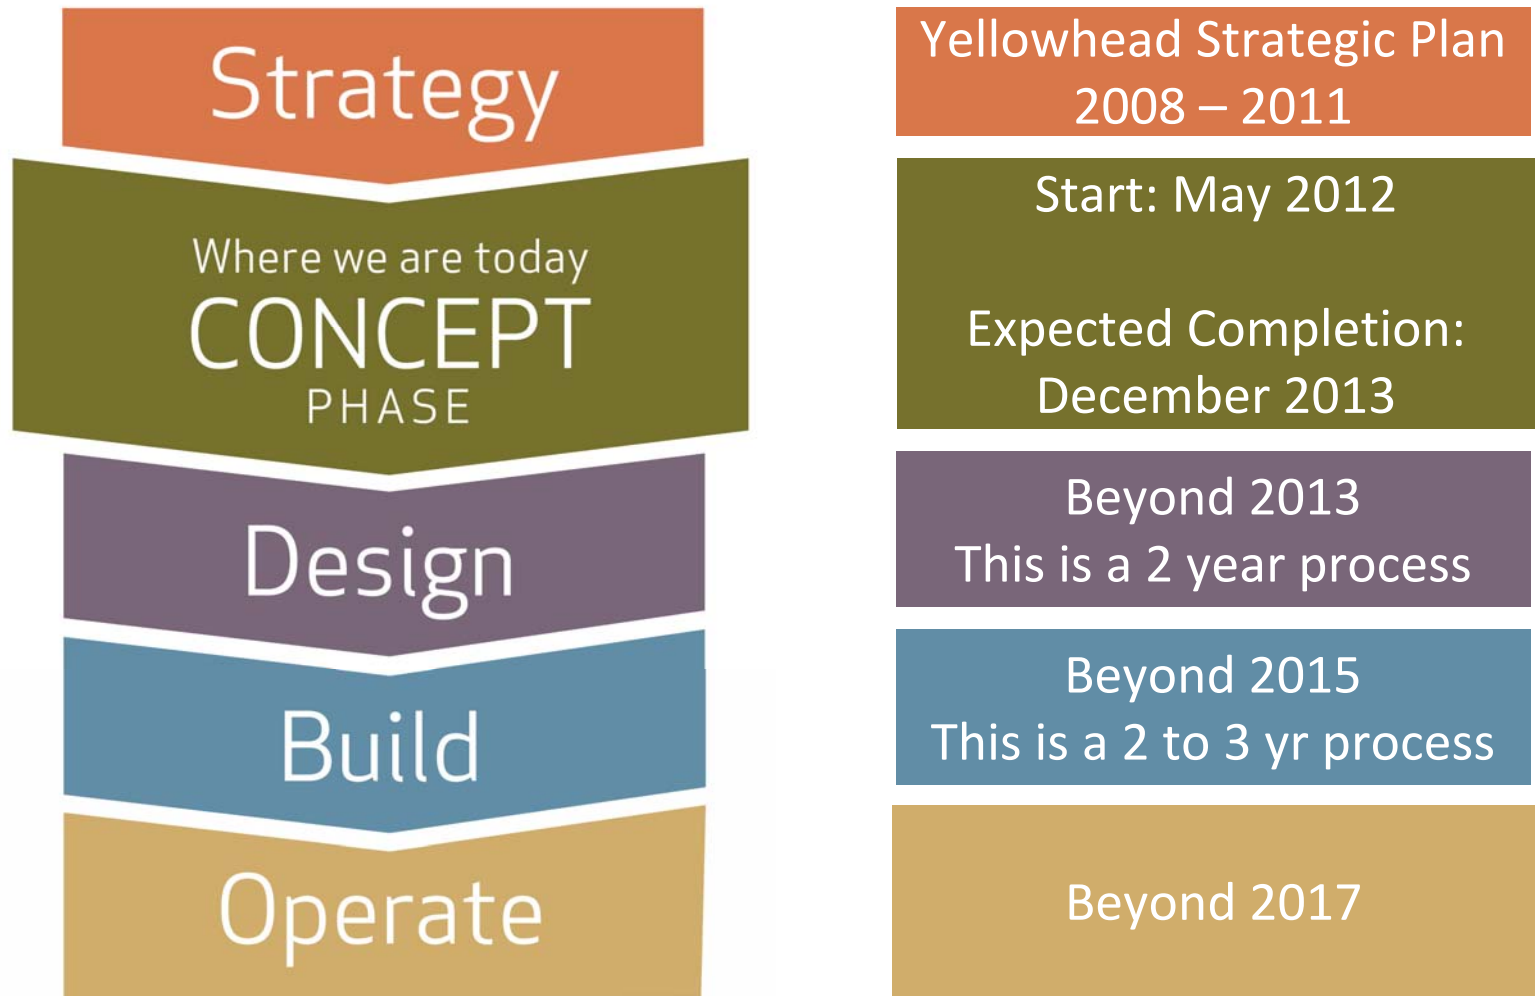 Strategy
Yellowhead Strategic Plan
2008 – 2011
Where we are today
CONCEPT
PHASE
Start: May 2012
Expected Completion:
December 2013
Design
Beyond 2013
This is a 2 year process
Build
Beyond 2015
This is a 2 to 3 yr process
Operate
Beyond 2017